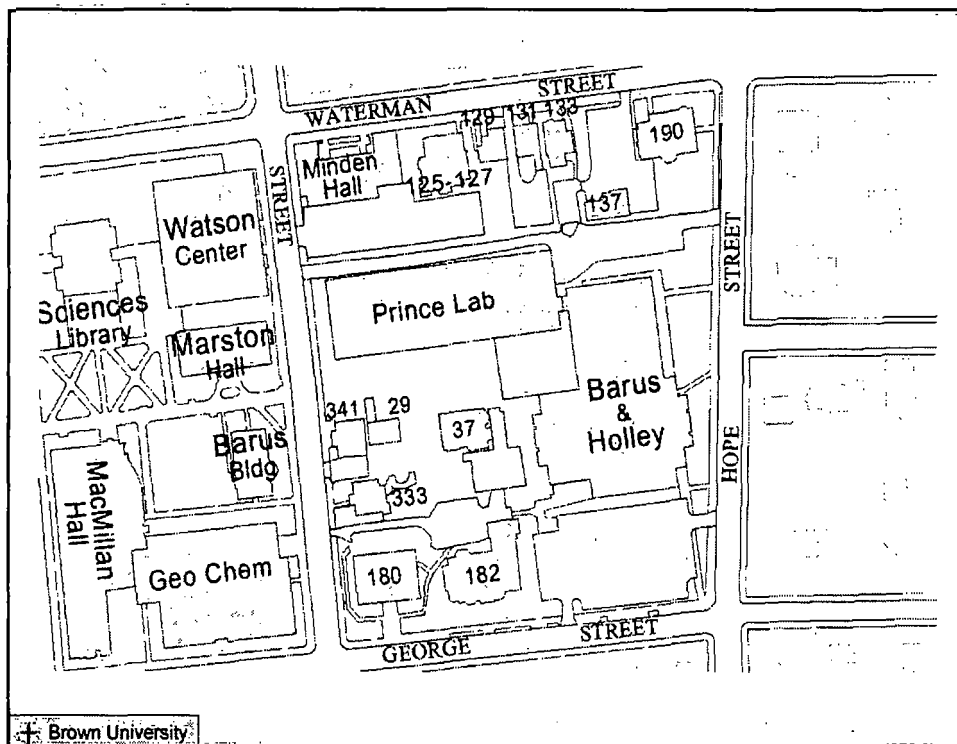 WATERMAN STREET
129 131 133
190
Minden
Hall
125-127
137
STREET
Watson
Center
STREET
Sciences
Library
Prince Lab
Marston
Hall
341 29
37
Barus
&
Holley
Barus
Bldg
HOPE
MacMillan
Hall
333
Geo Chem
180
182
GEORGE STREET
Brown University